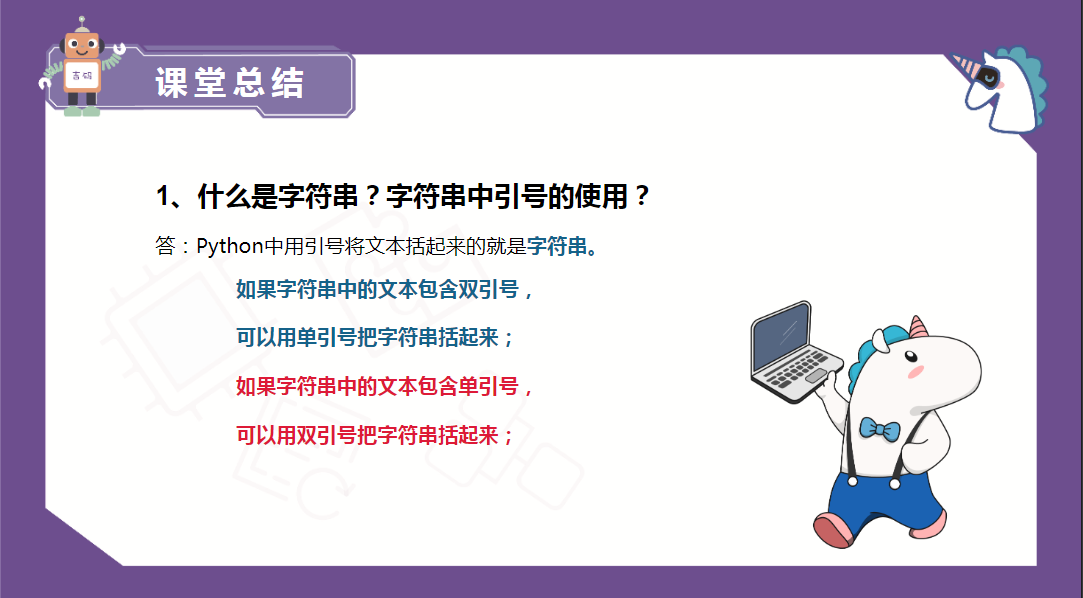 吉码
课堂总结
1、什么是字符串？字符串中引号的使用？
答：Python中用引号将文本括起来的就是字符串。
如果字符串中的文本包含双引号，
可以用单引号把字符串括起来；
如果字符串中的文本包含单引号，
可以用双引号把字符串括起来；